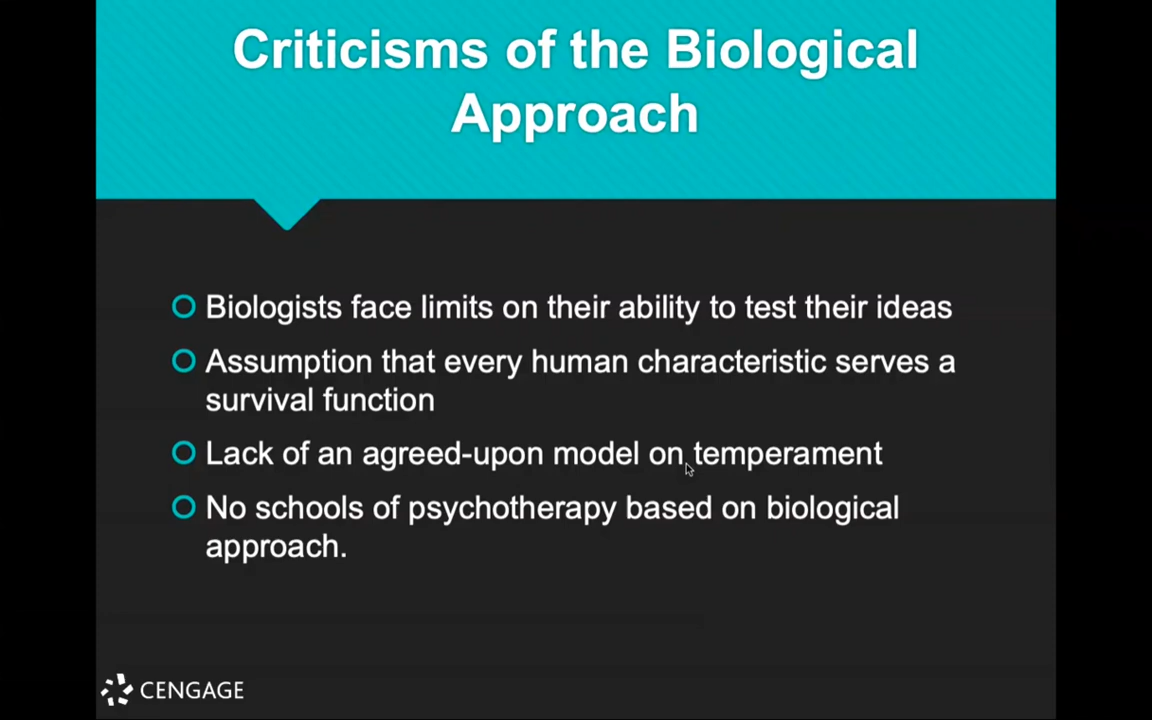 Criticisms of the Biological
Approach
Biologists face limits on their ability to test their ideas
Assumption that every human characteristic serves a
survival function
Lack of an agreed-upon model on temperament
No schools of psychotherapy based on biological
approach.
CENGAGE